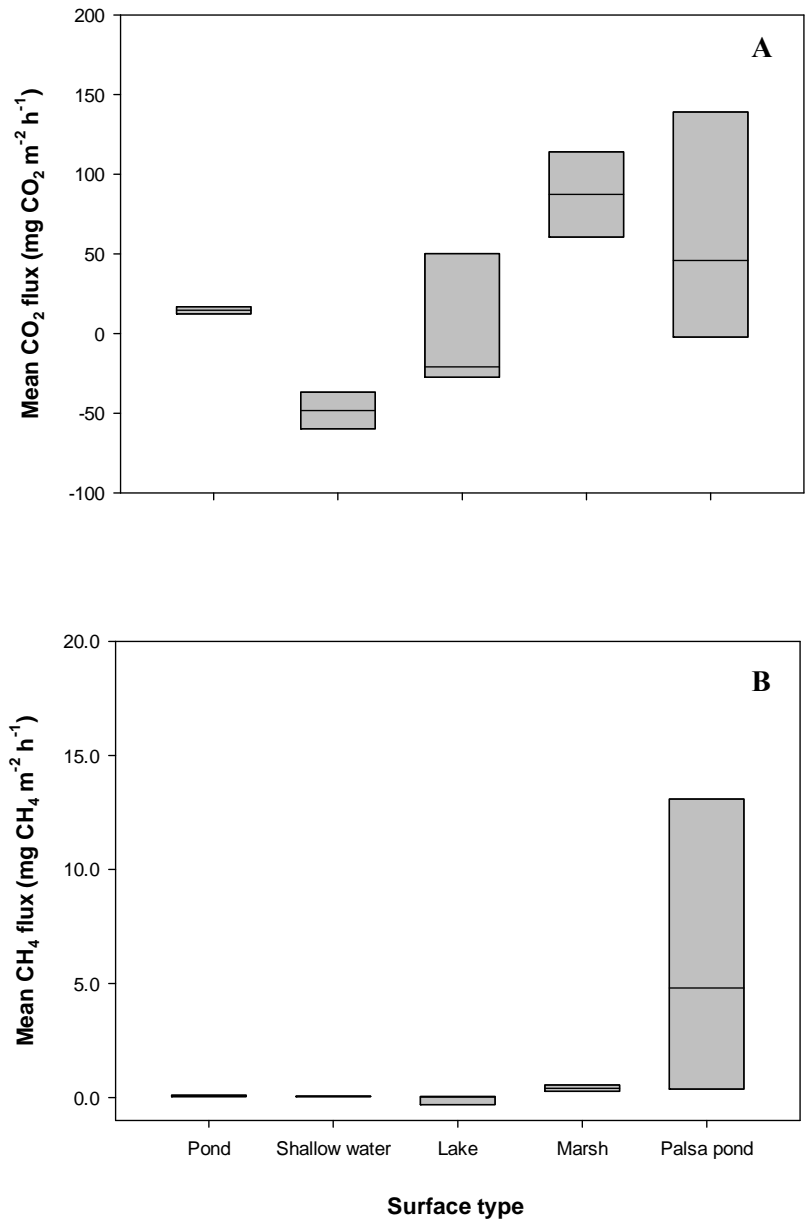 A
Mean CO₂ flux (mg CO₂ m⁻² h⁻¹)
200
150
100
50
0
-50
-100
B
Mean CH₄ flux (mg CH₄ m⁻² h⁻¹)
20.0
15.0
10.0
5.0
0.0
Pond Shallow water Lake Marsh Palsa pond
Surface type